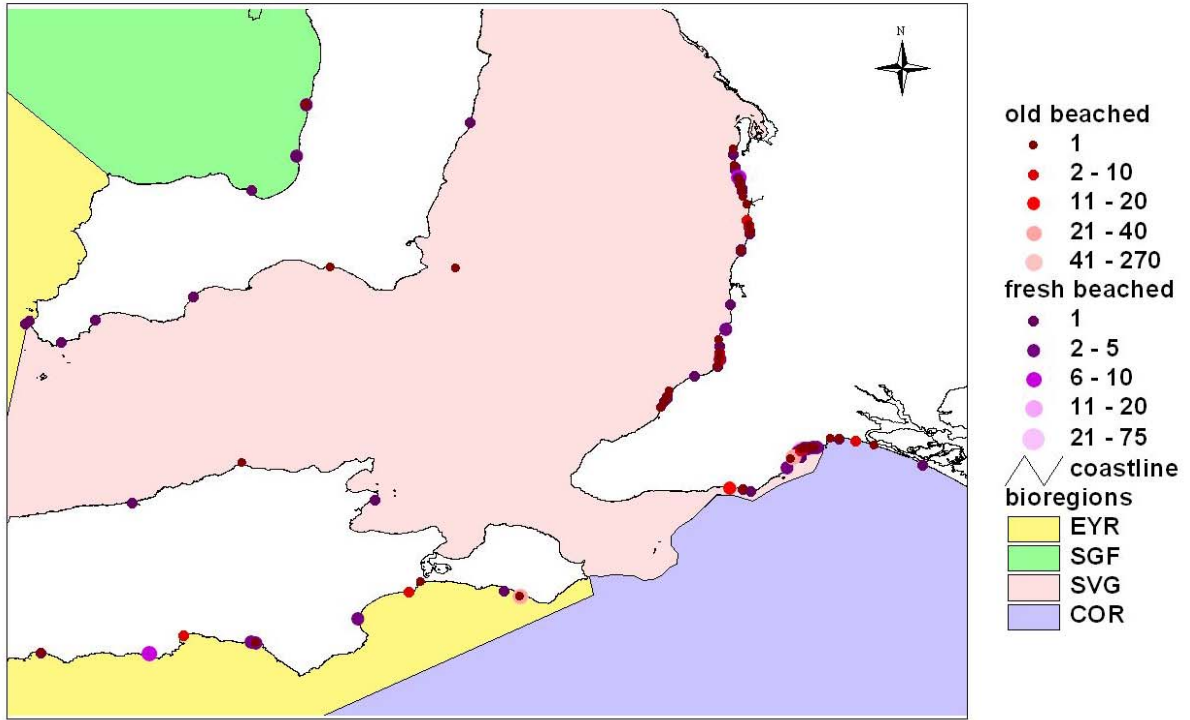 N
old beached
1
2 - 10
11 - 20
21 - 40
41 - 270
fresh beached
1
2 - 5
6 - 10
11 - 20
21 - 75
coastline
bioregions
EYR
SGF
SVG
COR